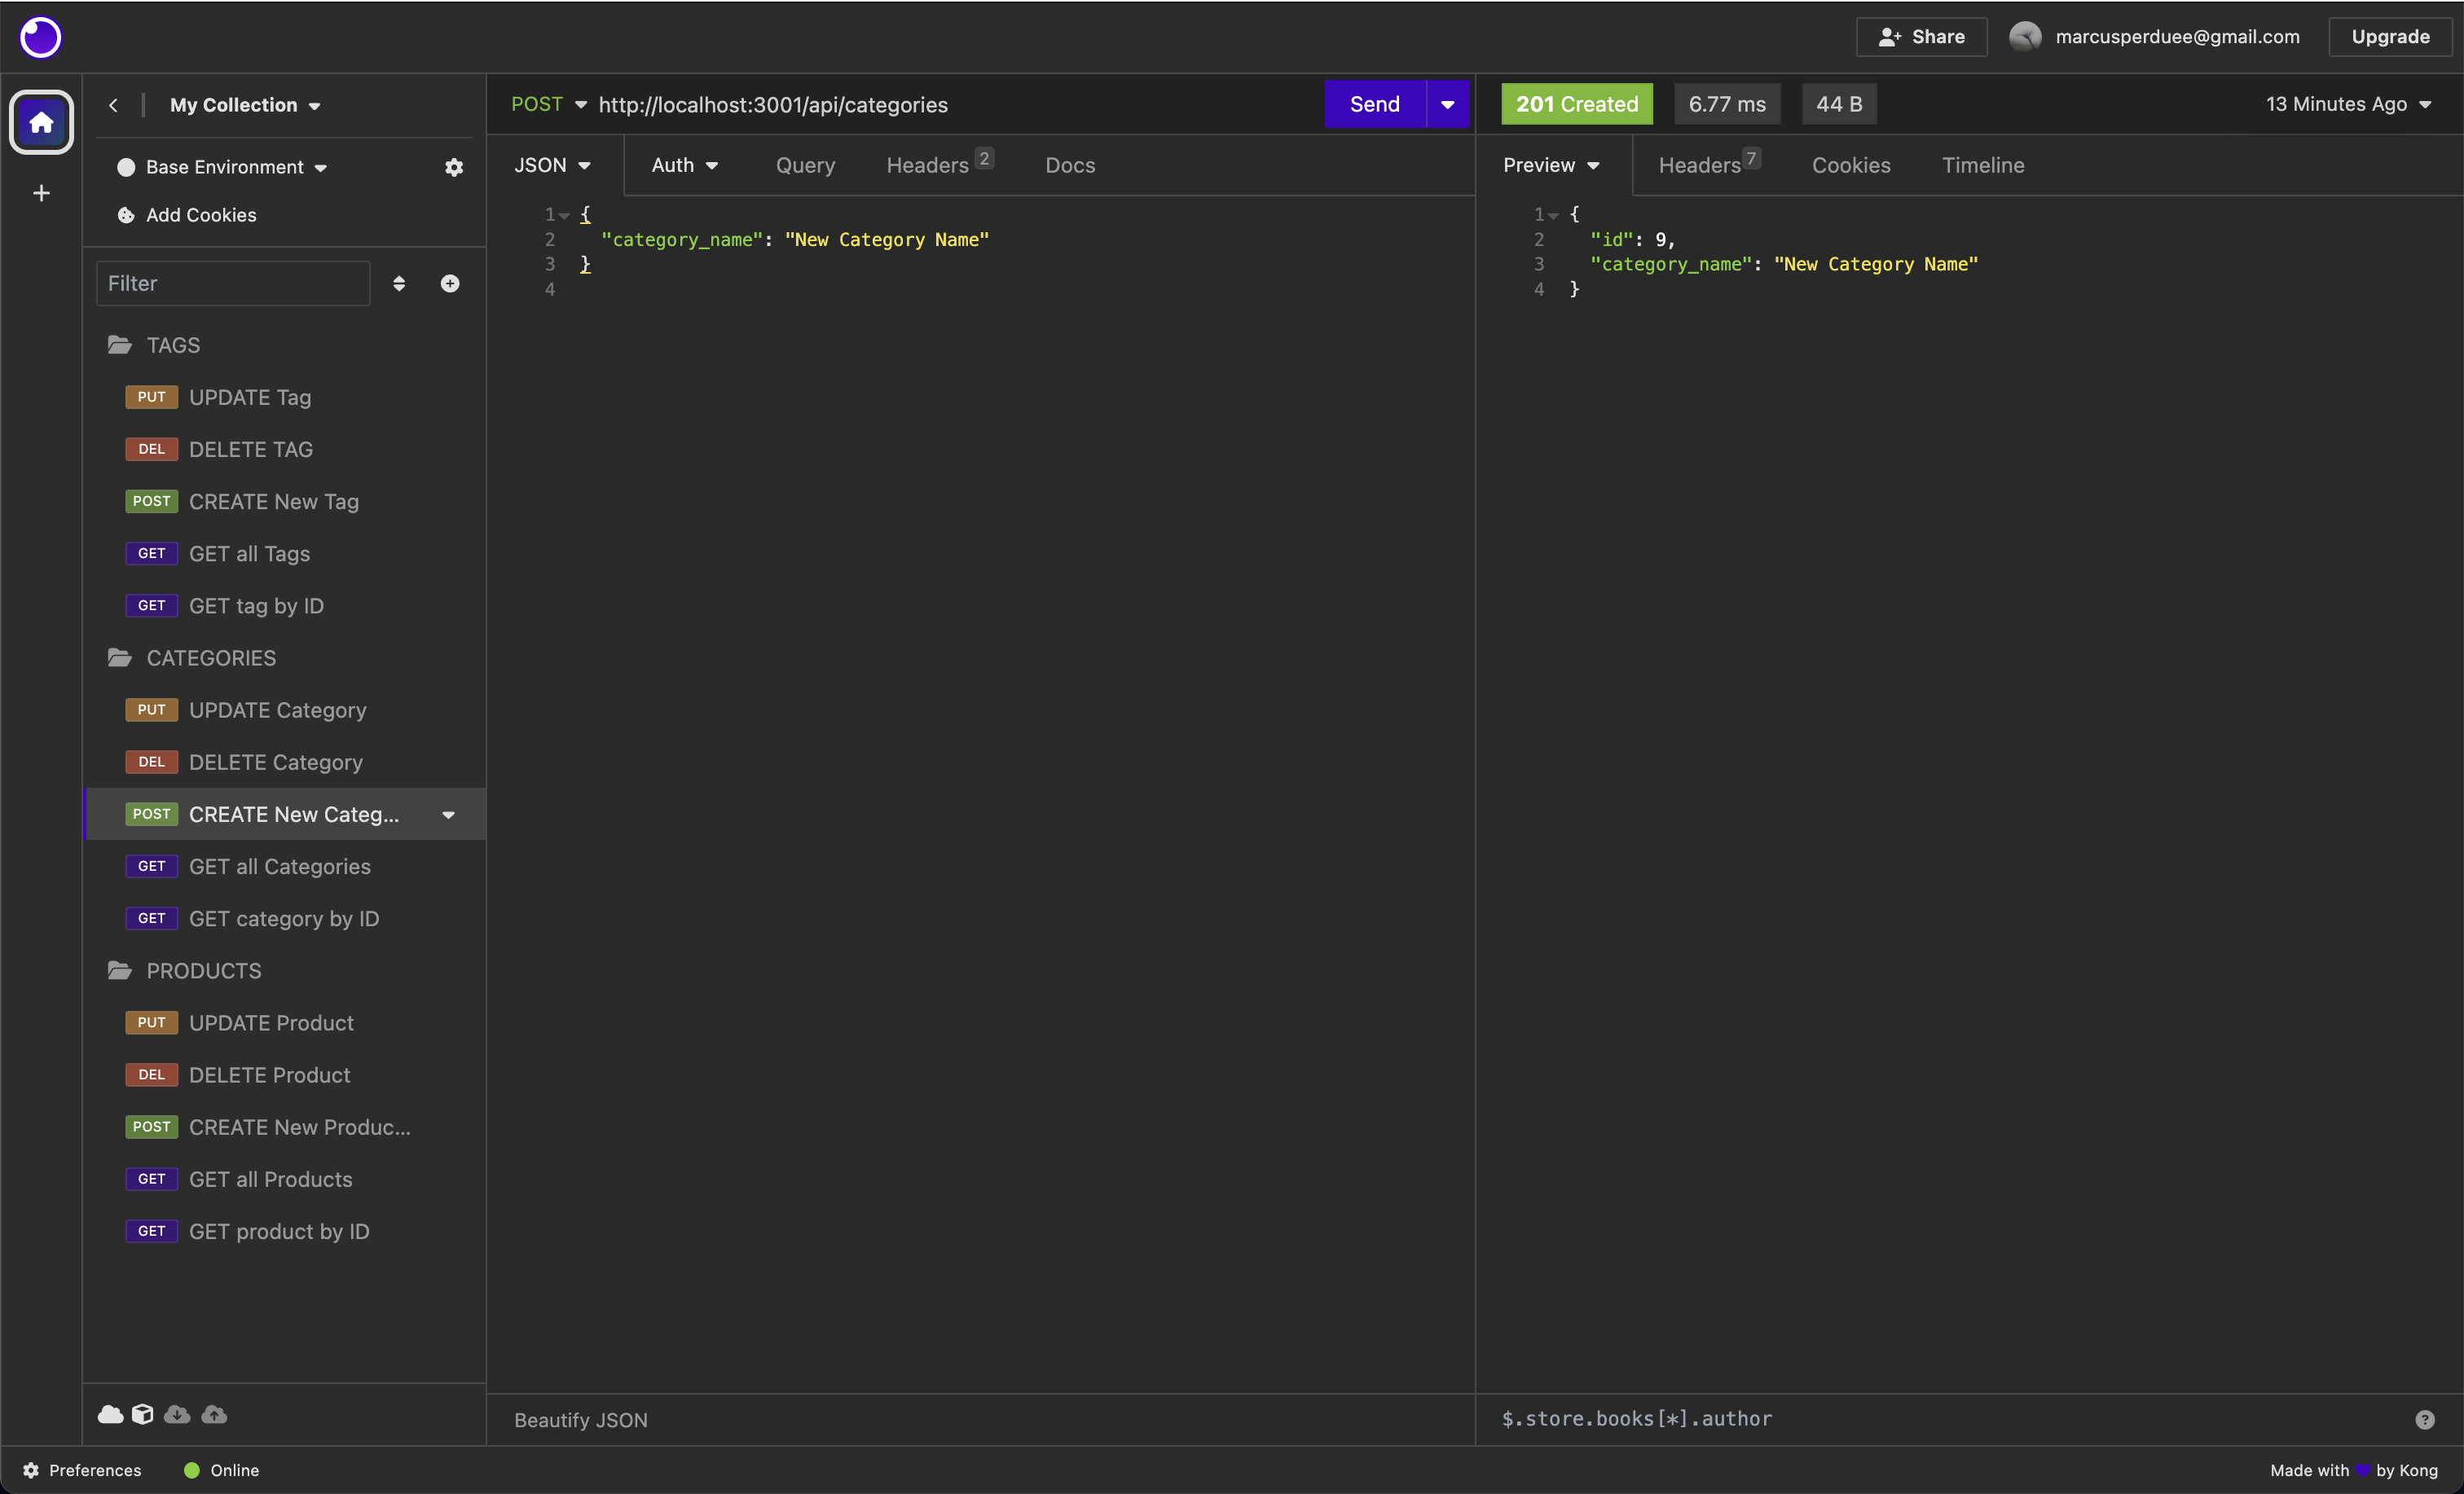 Share
marcusperduee@gmail.com
Upgrade
My Collection
Base Environment
Add Cookies
Filter
TAGS
PUT UPDATE Tag
DEL DELETE TAG
POST CREATE New Tag
GET GET all Tags
GET GET tag by ID
CATEGORIES
PUT UPDATE Category
DEL DELETE Category
POST CREATE New Categ...
GET GET all Categories
GET GET category by ID
PRODUCTS
PUT UPDATE Product
DEL DELETE Product
POST CREATE New Produc...
GET GET all Products
GET GET product by ID
POST http://localhost:3001/api/categories
Send
JSON Auth Query Headers 2 Docs
1 {
2 "category_name": "New Category Name"
3 }
4
Beautify JSON
201 Created 6.77 ms 44 B 13 Minutes Ago
Preview Headers 7 Cookies Timeline
1 {
2 "id": 9,
3 "category_name": "New Category Name"
4 }
$.store.books[*].author
?
Preferences Online
Made with by Kong